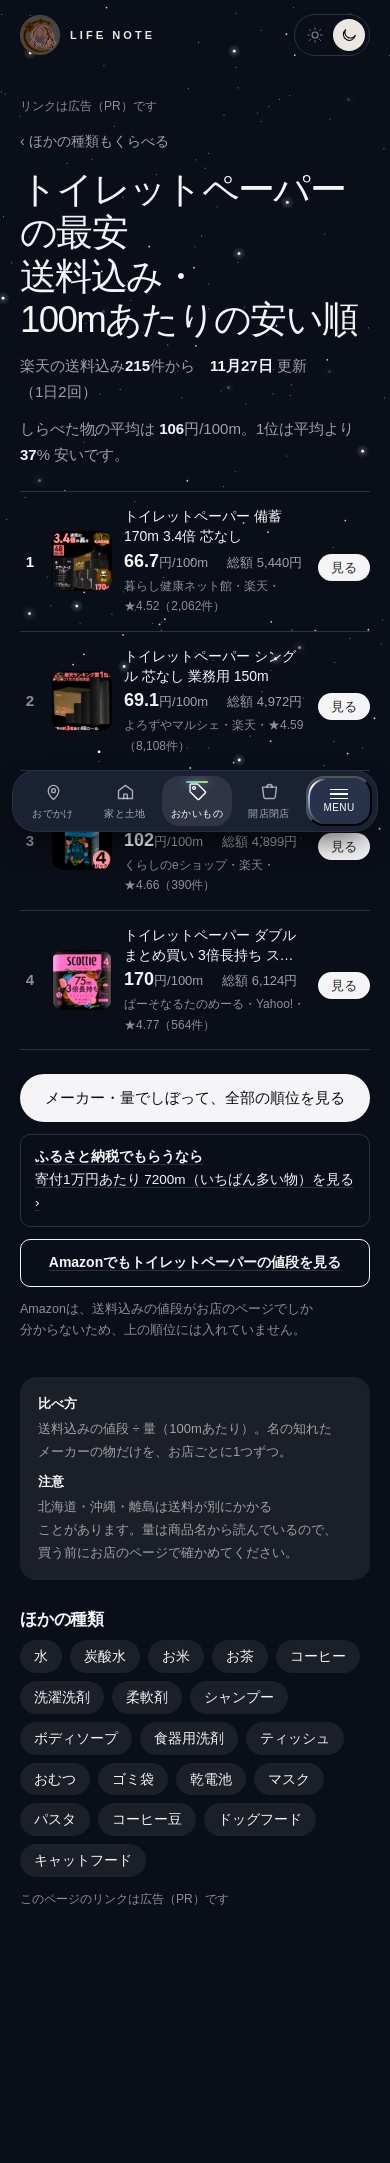 LIFE NOTE
リンクは広告（PR）です
‹ ほかの種類もくらべる
トイレットペーパー
の最安
送料込み・
100mあたりの安い順
楽天の送料込み215件から　11月27日 更新
（1日2回）
しらべた物の平均は 106円/100m。1位は平均より
37% 安いです。
1
トイレットペーパー 備蓄
170m 3.4倍 芯なし
66.7円/100m　総額 5,440円
暮らし健康ネット館・楽天・
★4.52（2,062件）
見る
2
トイレットペーパー シング
ル 芯なし 業務用 150m
69.1円/100m　総額 4,972円
よろずやマルシェ・楽天・★4.59
（8,108件）
見る
おでかけ
家と土地
おかいもの
開店閉店
MENU
3
102円/100m　総額 4,899円
くらしのeショップ・楽天・
★4.66（390件）
見る
4
SCOTTIE
トイレットペーパー ダブル
まとめ買い 3倍長持ち ス…
170円/100m　総額 6,124円
ぱーそなるたのめーる・Yahoo!・
★4.77（564件）
見る
メーカー・量でしぼって、全部の順位を見る
ふるさと納税でもらうなら
寄付1万円あたり 7200m（いちばん多い物）を見る
›
Amazonでもトイレットペーパーの値段を見る
Amazonは、送料込みの値段がお店のページでしか
分からないため、上の順位には入れていません。
比べ方
送料込みの値段 ÷ 量（100mあたり）。名の知れた
メーカーの物だけを、お店ごとに1つずつ。
注意
北海道・沖縄・離島は送料が別にかかる
ことがあります。量は商品名から読んでいるので、
買う前にお店のページで確かめてください。
ほかの種類
水　炭酸水　お米　お茶　コーヒー
洗濯洗剤　柔軟剤　シャンプー
ボディソープ　食器用洗剤　ティッシュ
おむつ　ゴミ袋　乾電池　マスク
パスタ　コーヒー豆　ドッグフード
キャットフード
このページのリンクは広告（PR）です